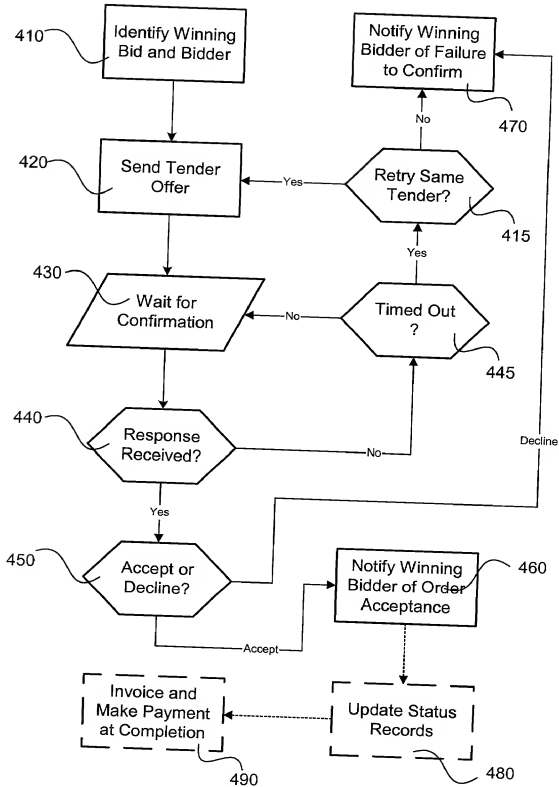 410
Identify Winning
Bid and Bidder
Notify Winning
Bidder of Failure
to Confirm
470
No
420
Send Tender
Offer
Yes
Retry Same
Tender?
415
Yes
430
Wait for
Confirmation
No
Timed Out
?
445
440
Response
Received?
No
Decline
Yes
450
Accept or
Decline?
Notify Winning
Bidder of Order
Acceptance
460
Accept
Invoice and
Make Payment
at Completion
490
Update Status
Records
480